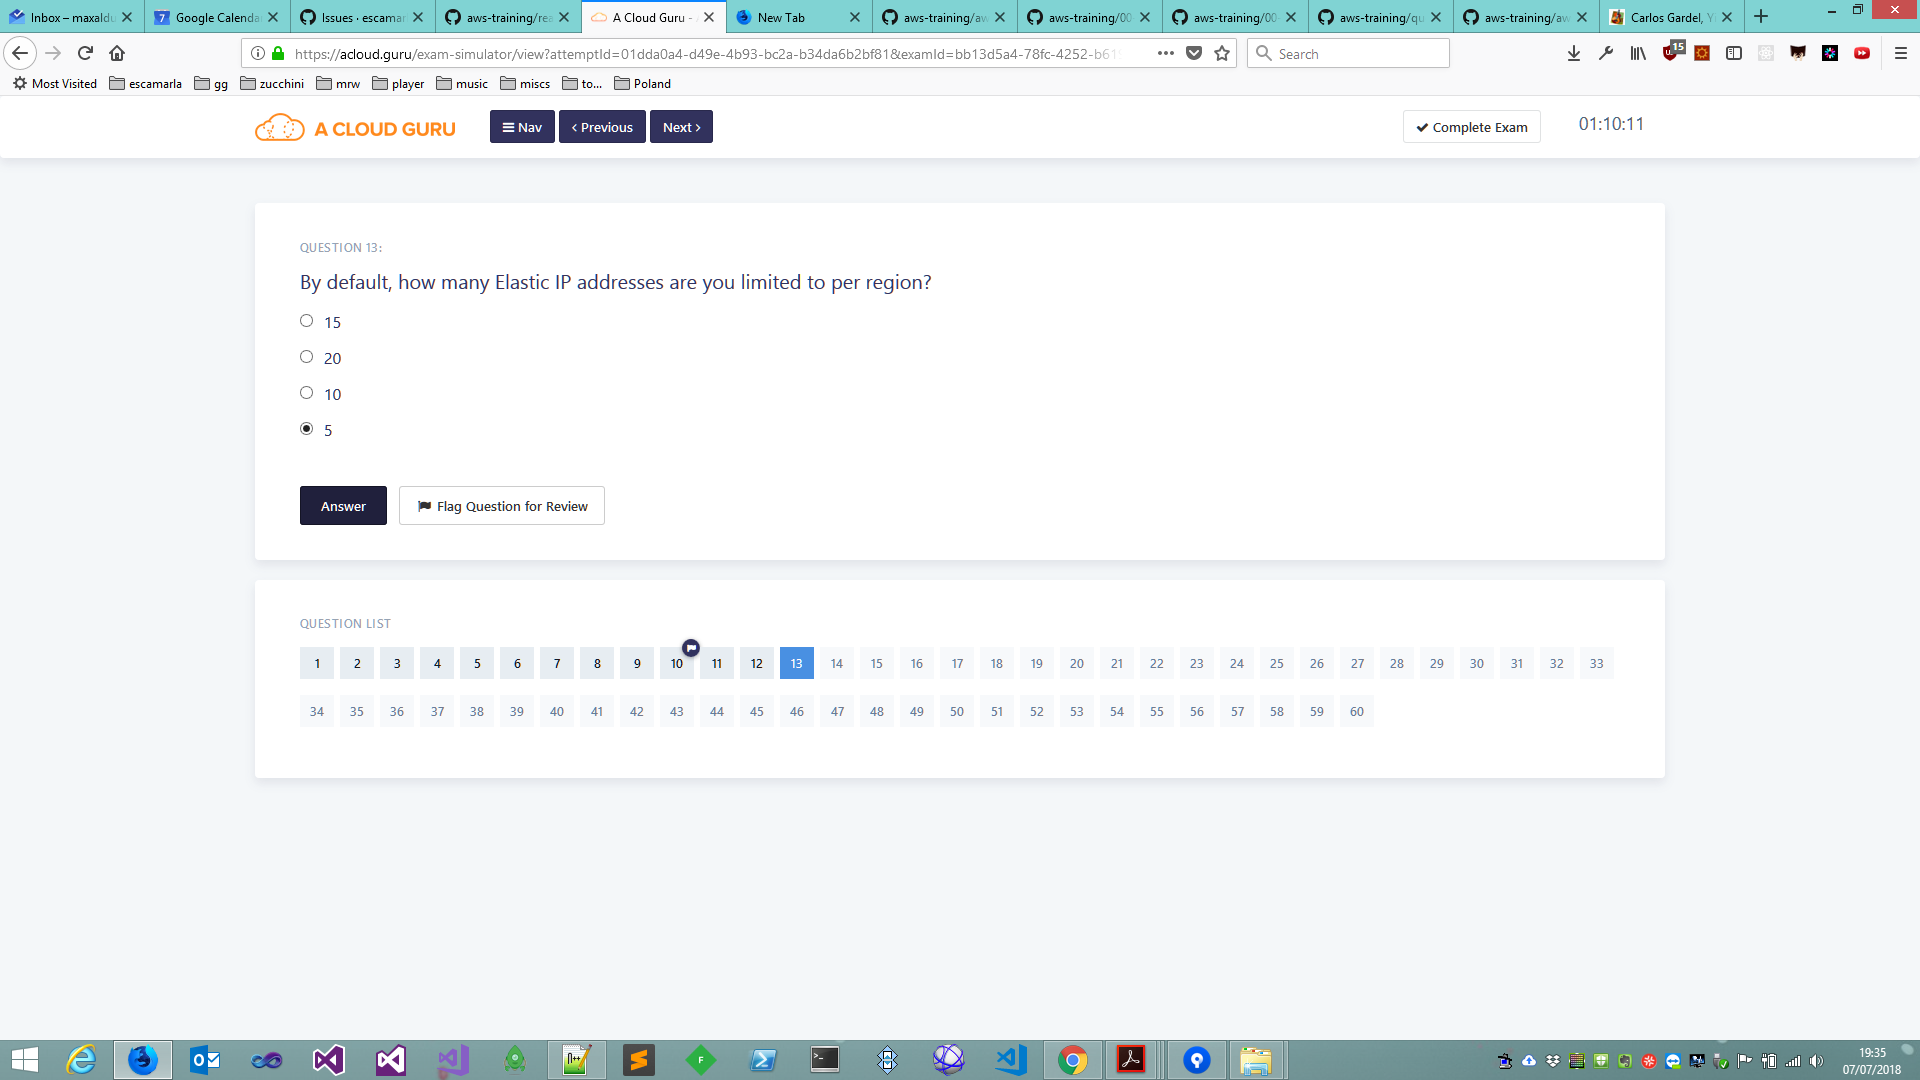 Inbox – maxaldu
Google Calenda
Issues · escamar
aws-training/rea
A Cloud Guru -
New Tab
aws-training/aw
aws-training/00
aws-training/00
aws-training/qu
aws-training/aw
Carlos Gardel, Y
https://acloud.guru/exam-simulator/view?attemptId=01dda0a4-d49e-4b93-bc2a-b34da6b2bf81&examId=bb13d5a4-78fc-4252-b61
Search
15
Most Visited
escamarla
gg
zucchini
mrw
player
music
miscs
to...
Poland
A CLOUD GURU
Nav
Previous
Next
Complete Exam
01:10:11
QUESTION 13:
By default, how many Elastic IP addresses are you limited to per region?
15
20
10
5
Answer
Flag Question for Review
QUESTION LIST
1 2 3 4 5 6 7 8 9 10 11 12 13 14 15 16 17 18 19 20 21 22 23 24 25 26 27 28 29 30 31 32 33
34 35 36 37 38 39 40 41 42 43 44 45 46 47 48 49 50 51 52 53 54 55 56 57 58 59 60
19:35
07/07/2018